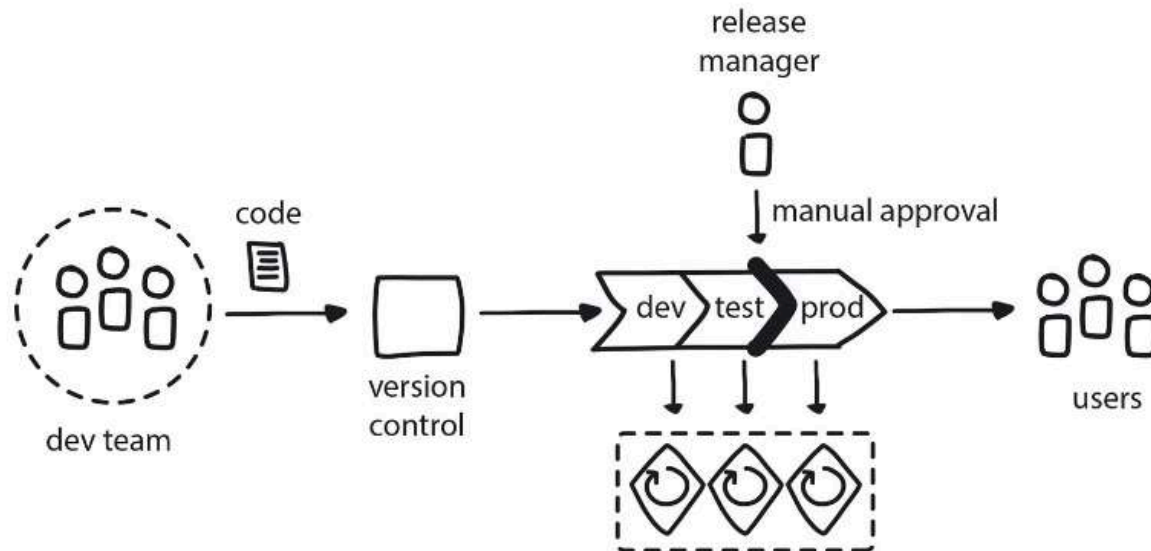 release
manager
code
manual approval
dev
test
prod
version
control
dev team
users